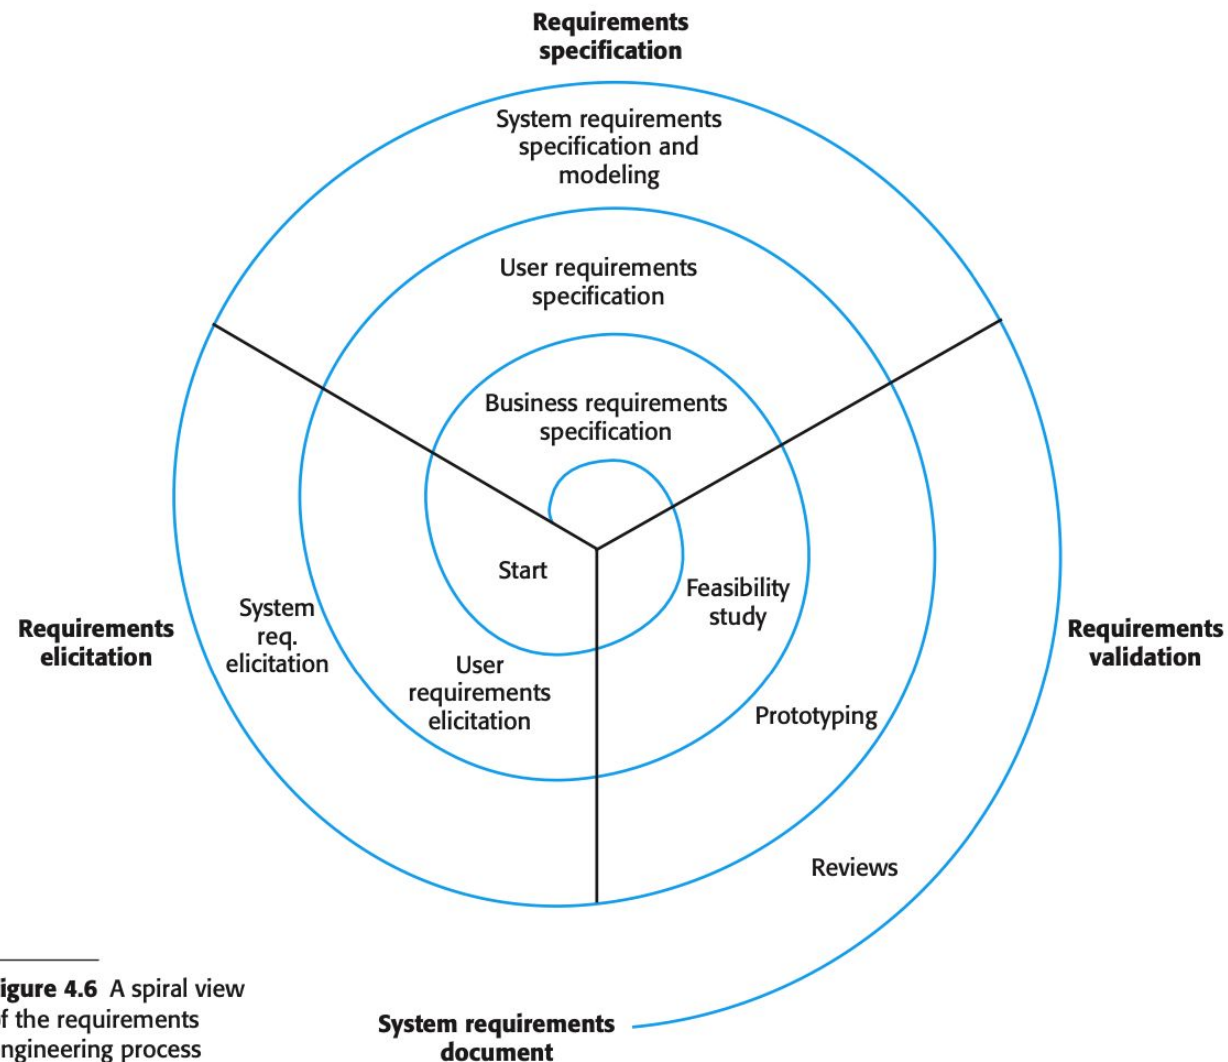 Requirements
specification
System requirements
specification and
modeling
User requirements
specification
Business requirements
specification
Start
Feasibility
study
System
req.
elicitation
Requirements
elicitation
Requirements
validation
User
requirements
elicitation
Prototyping
Reviews
igure 4.6 A spiral view
f the requirements
ngineering process
System requirements
document